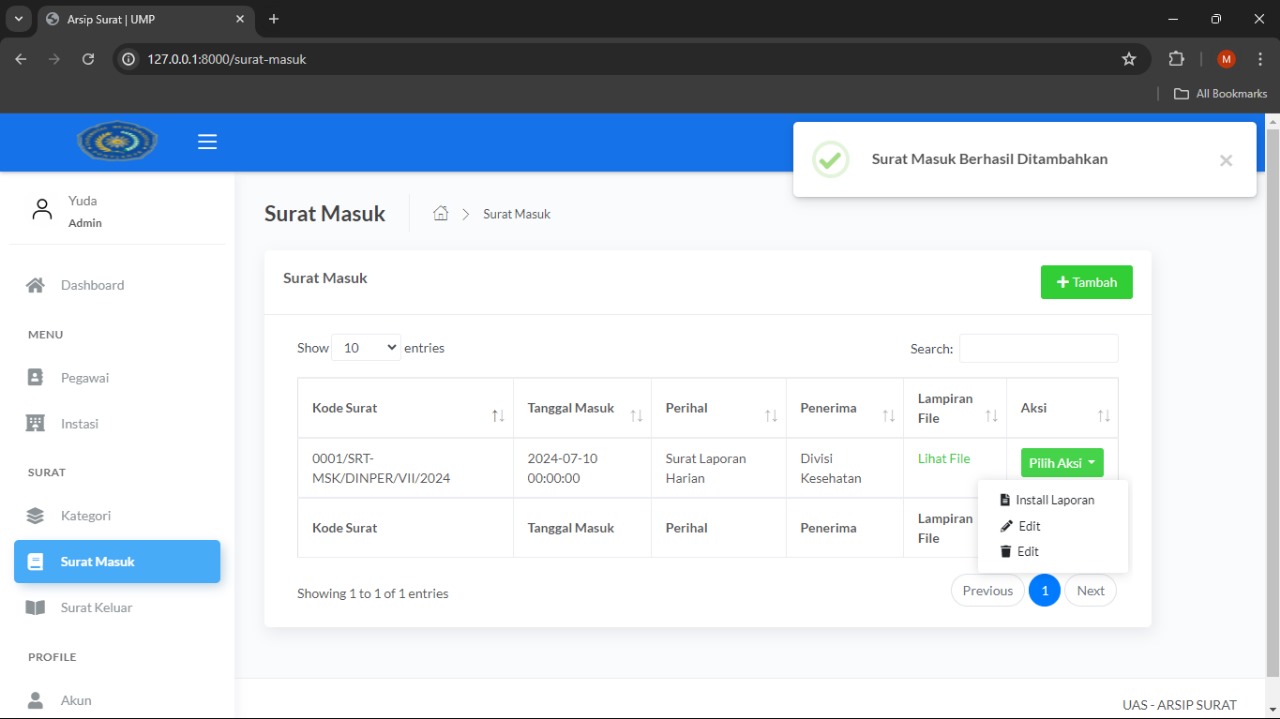 Arsip Surat | UMP
127.0.0.1:8000/surat-masuk
M
All Bookmarks
Surat Masuk Berhasil Ditambahkan
Yuda
Admin
Surat Masuk
Surat Masuk
Dashboard
MENU
Pegawai
Instasi
SURAT
Kategori
Surat Masuk
Surat Keluar
PROFILE
Akun
Surat Masuk
Tambah
Show 10 entries
Search:
Kode Surat Tanggal Masuk Perihal Penerima Lampiran File Aksi
0001/SRT-
MSK/DINPER/VII/2024
2024-07-10
00:00:00
Surat Laporan
Harian
Divisi
Kesehatan
Lihat File
Pilih Aksi
Install Laporan
Edit
Edit
Kode Surat Tanggal Masuk Perihal Penerima Lampiran File
Showing 1 to 1 of 1 entries
Previous 1 Next
UAS - ARSIP SURAT